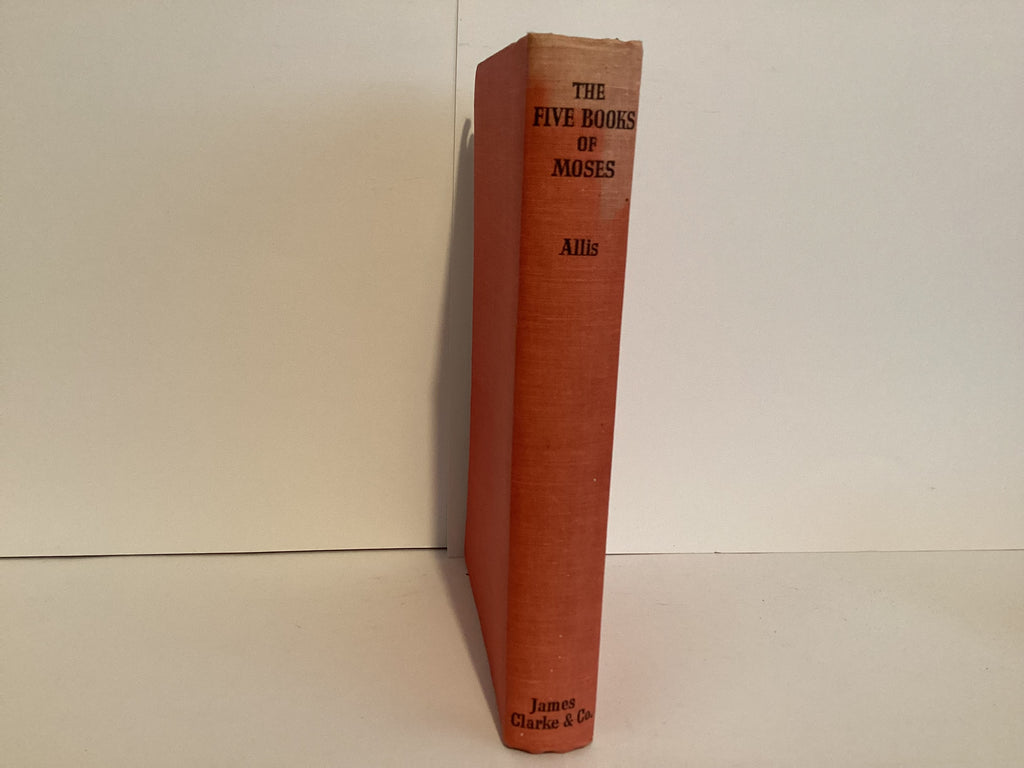 THE
FIVE BOOKS
OF
MOSES
Allis
James
Clarke & Co.